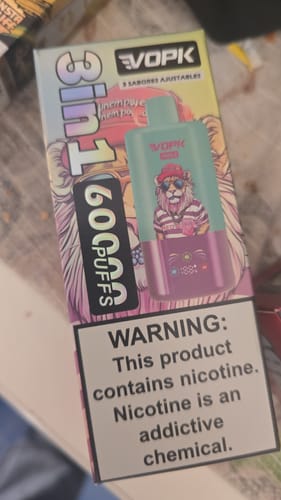 VOPK
3 SABORES AJUSTABLES
3in1
60000
PUFFS
VOPK
WARNING:
This product
contains nicotine.
Nicotine is an
addictive
chemical.